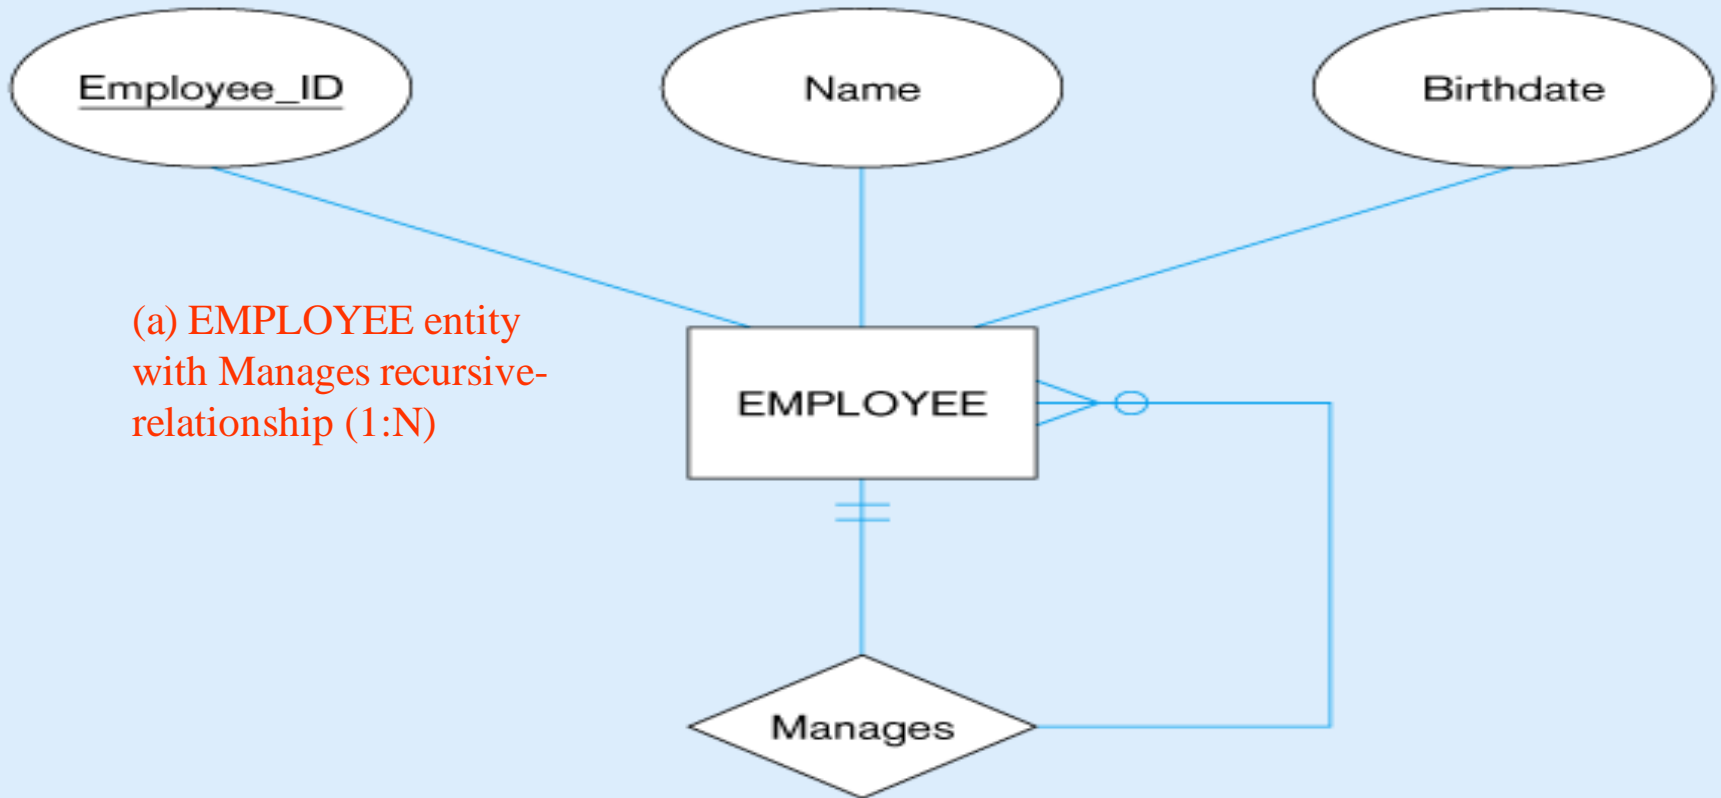 Employee_ID
Name
Birthdate
(a) EMPLOYEE entity
with Manages recursive-
relationship (1:N)
EMPLOYEE
Manages